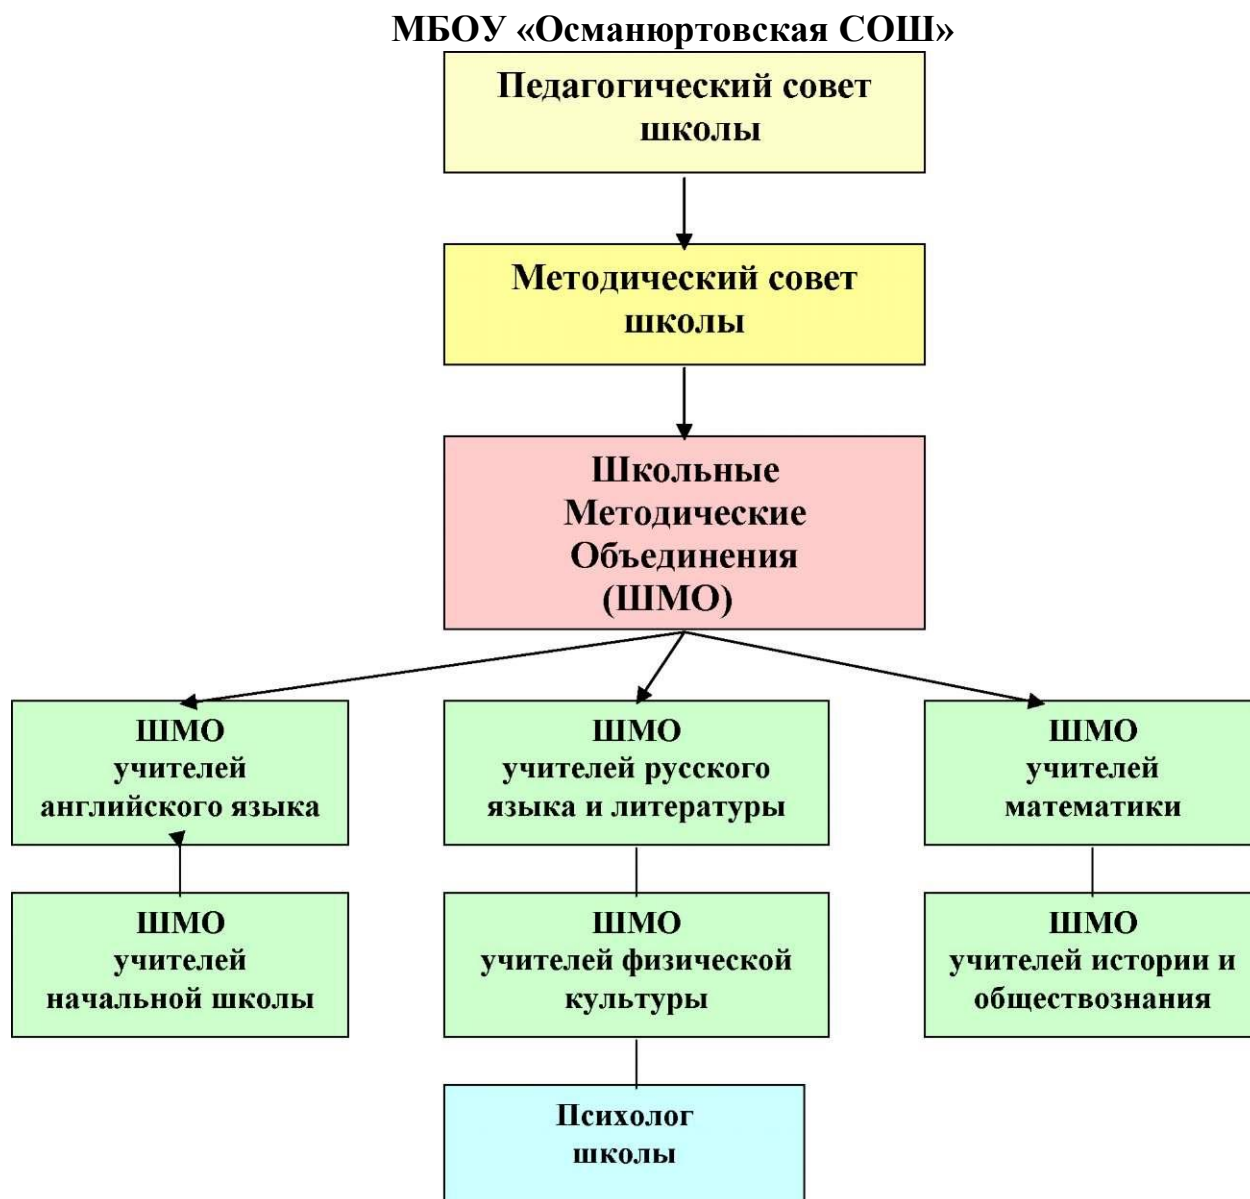 МБОУ «Османюртовская СОШ»
Педагогический совет
школы
Методический совет
школы
Школьные
Методические
Объединения
(ШМО)
ШМО
учителей
английского языка
ШМО
учителей русского
языка и литературы
ШМО
учителей
математики
ШМО
учителей
начальной школы
ШМО
учителей физической
культуры
ШМО
учителей истории и
обществознания
Психолог
школы